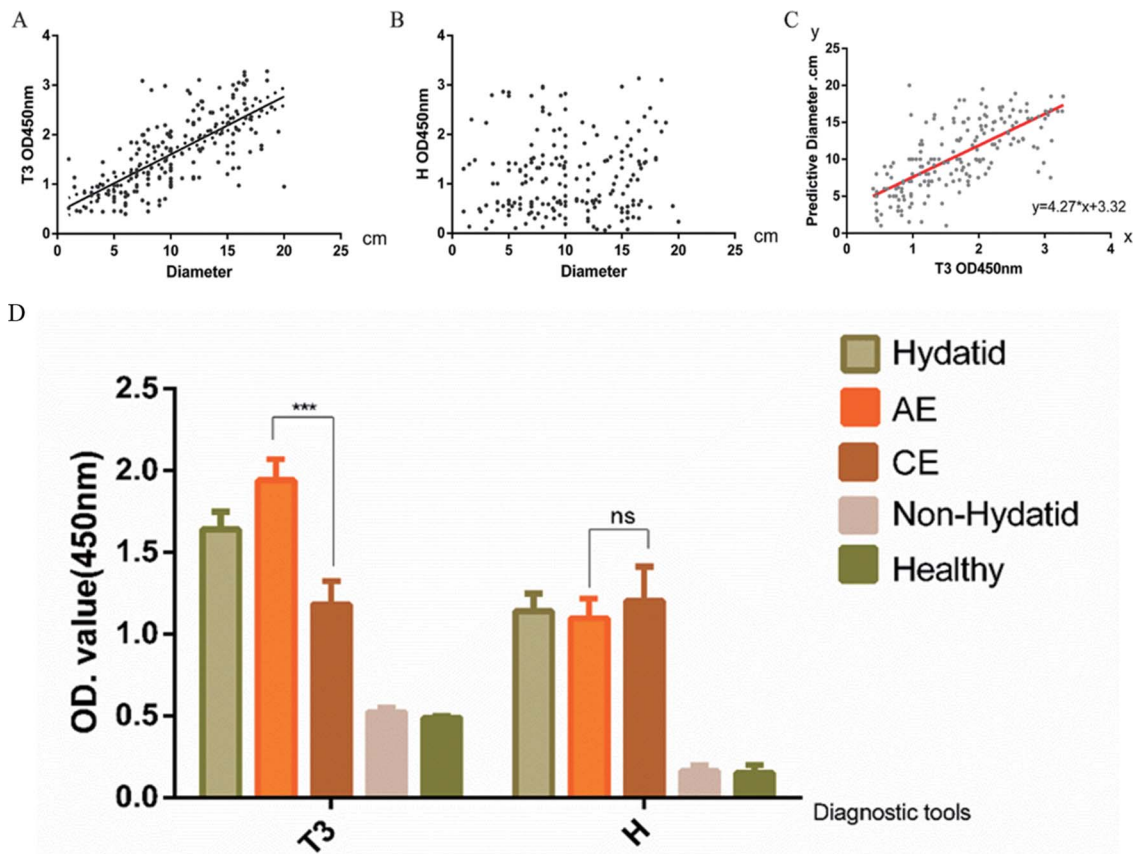 A
T3 OD450nm
4
3
2
1
0
0 5 10 15 20 25
cm
Diameter
B
H OD450nm
4
3
2
1
0
0 5 10 15 20 25
cm
Diameter
C
y
Predictive Diameter .cm
25
20
15
10
5
0
y=4.27*x+3.32
0 1 2 3 4
x
T3 OD450nm
D
OD. value(450nm)
2.5
2.0
1.5
1.0
0.5
0.0
***
ns
Hydatid
AE
CE
Non-Hydatid
Healthy
T3
H
Diagnostic tools